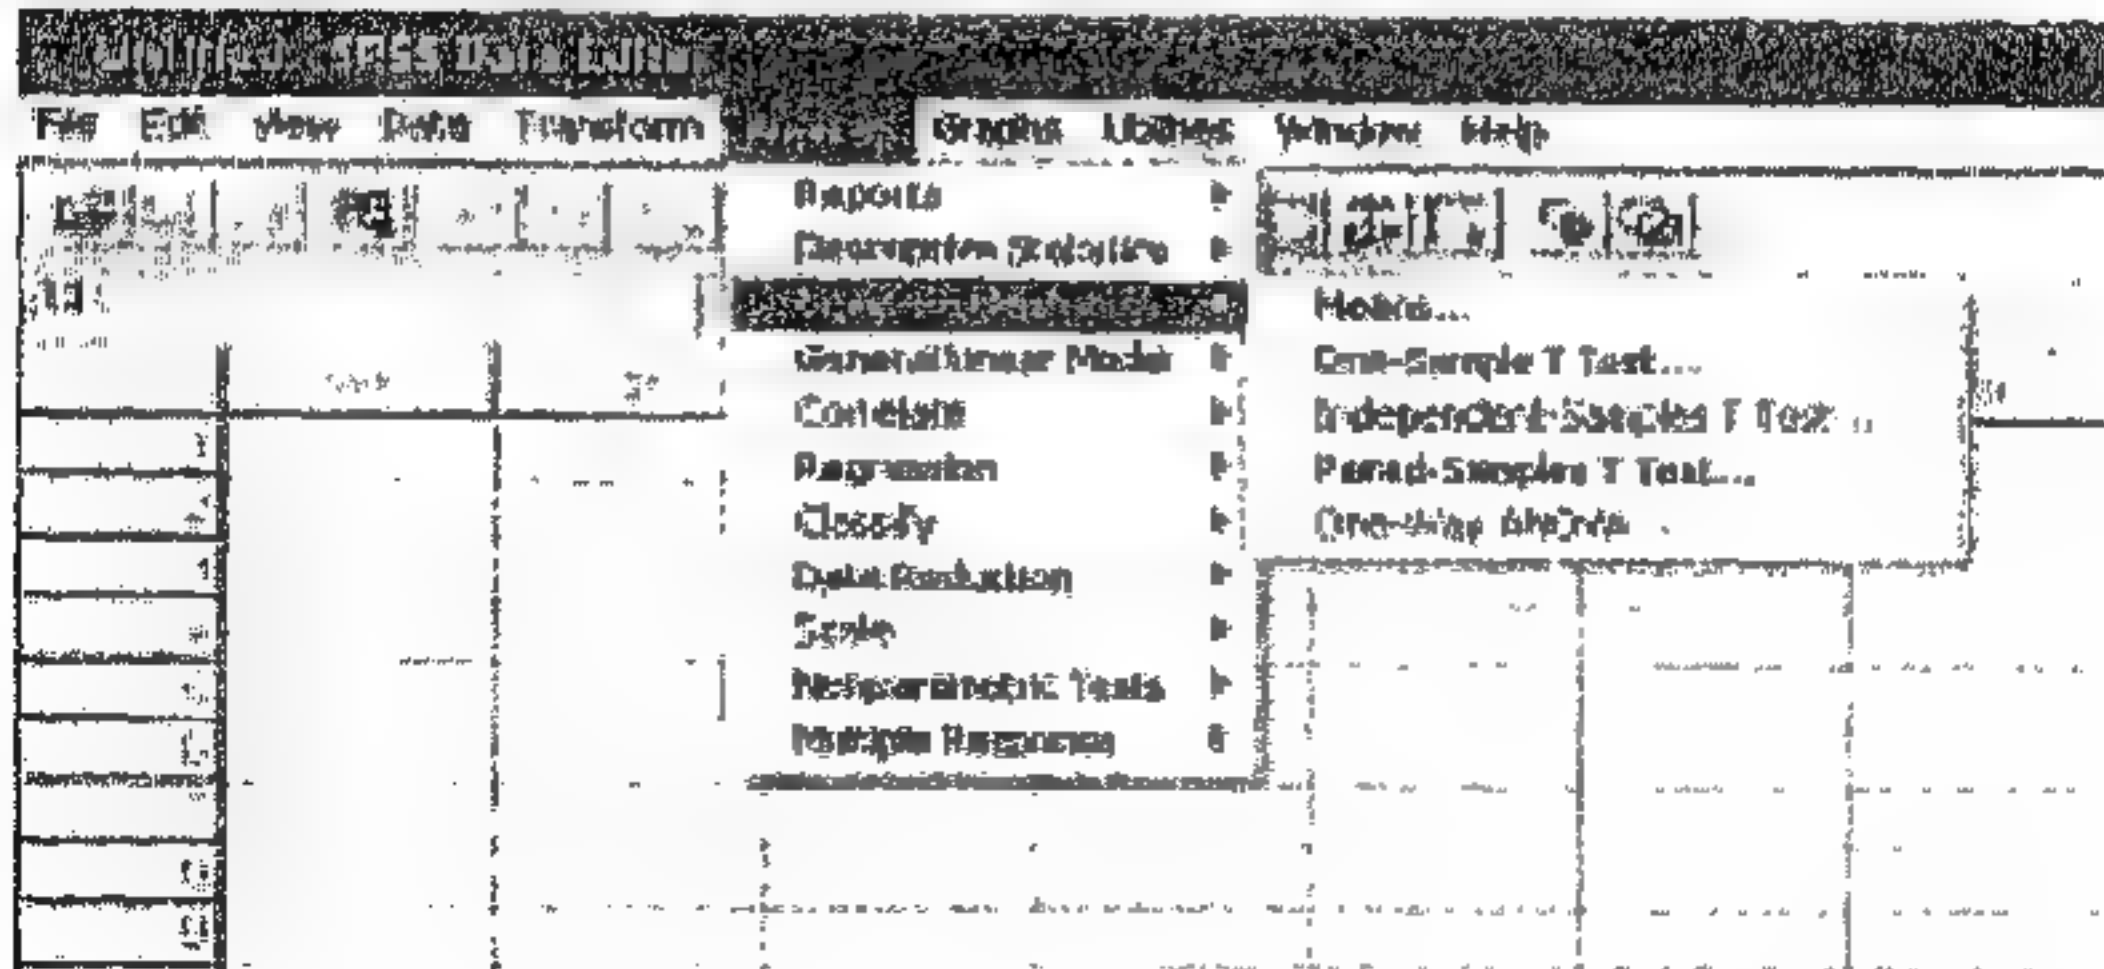 Untitled - SPSS Data Editor
File Edit View Data Transform Graphs Utilities Window Help
Reports
Descriptive Statistics
General Linear Model
Correlate
Regression
Classify
Data Reduction
Scale
Nonparametric Tests
Multiple Response
Means...
One-Sample T Test...
Independent-Samples T Test...
Paired-Samples T Test...
One-Way ANOVA...